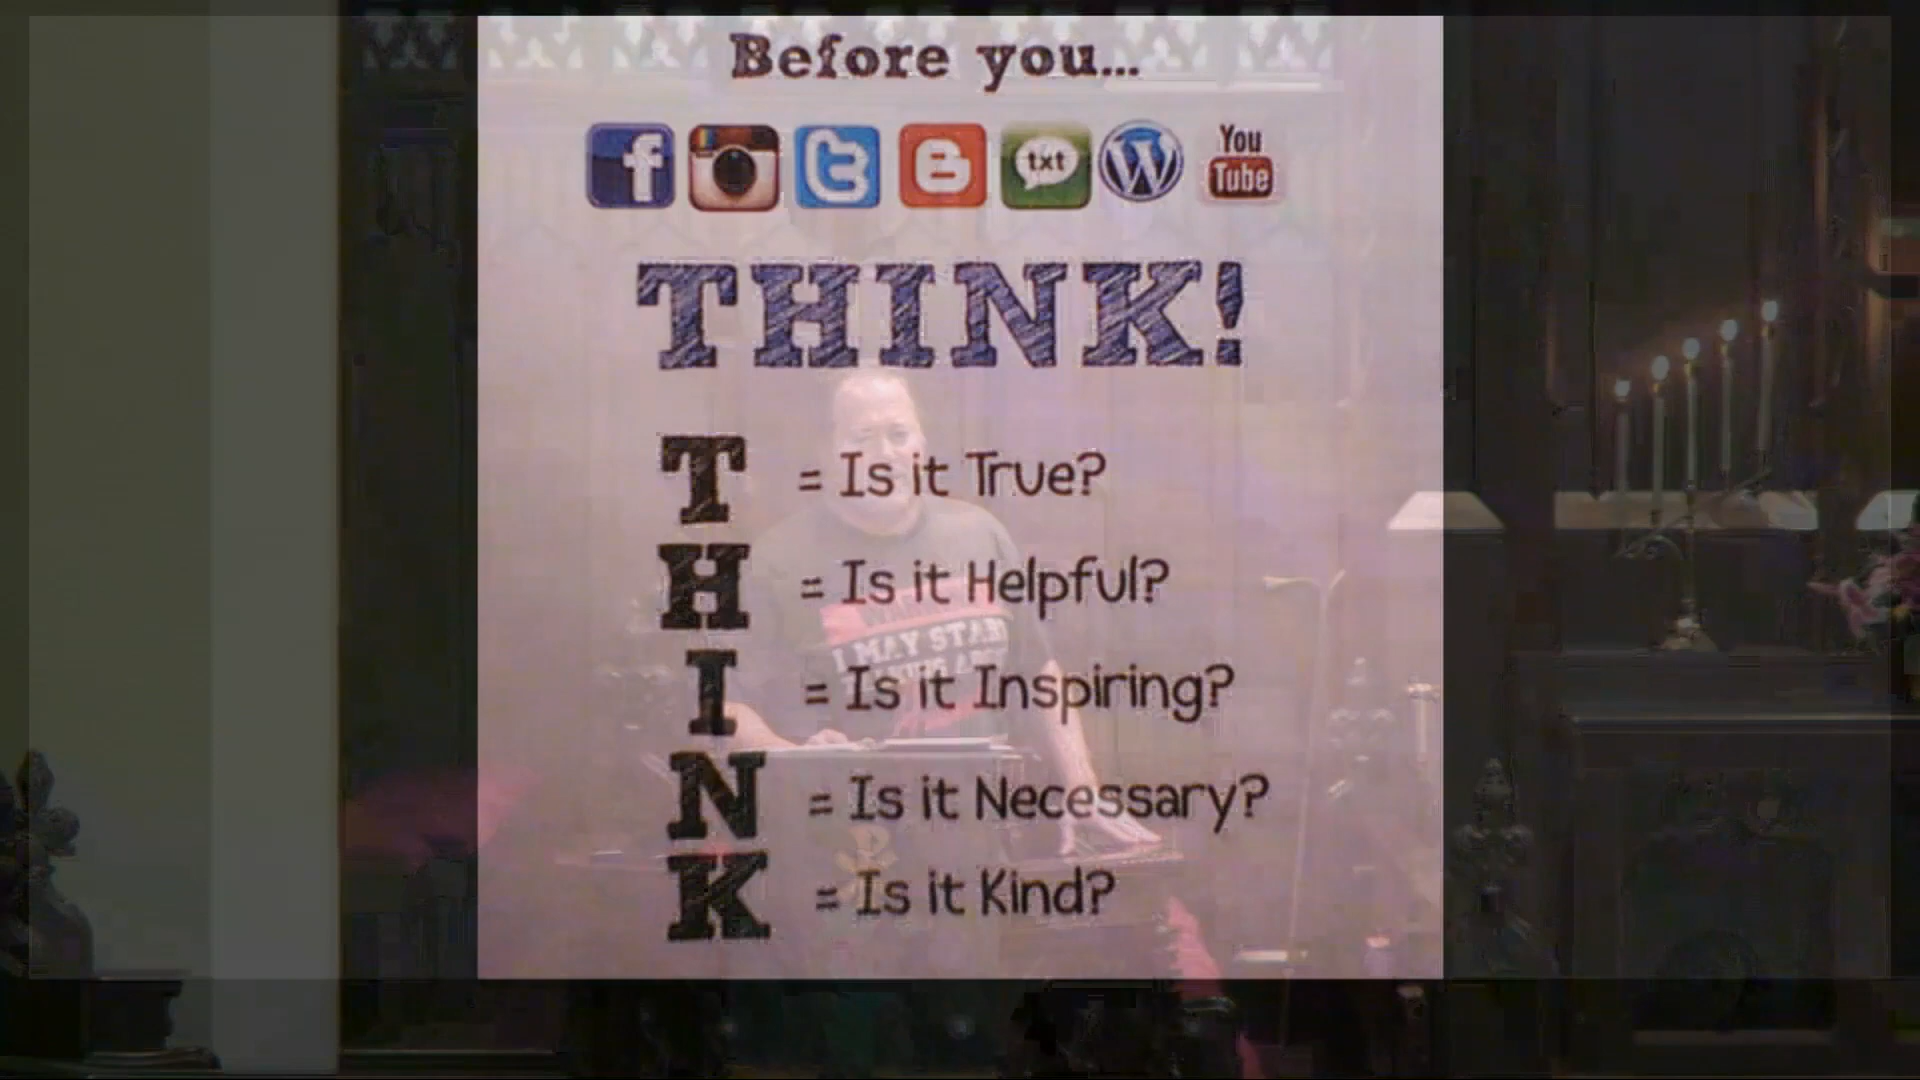 Before you...
f t B txt W You Tube
THINK!
T = Is it True?
H = Is it Helpful?
I = Is it Inspiring?
N = Is it Necessary?
K = Is it Kind?
I MAY